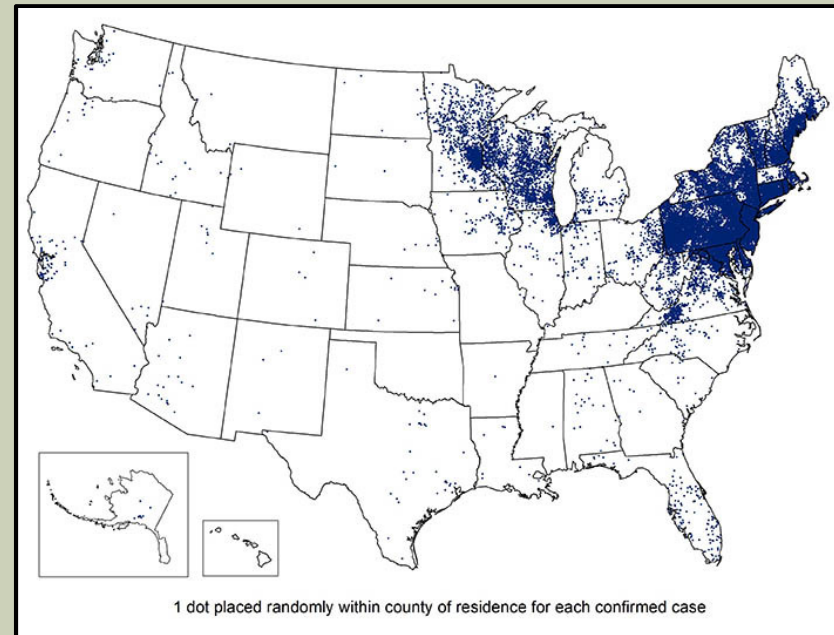 1 dot placed randomly within county of residence for each confirmed case